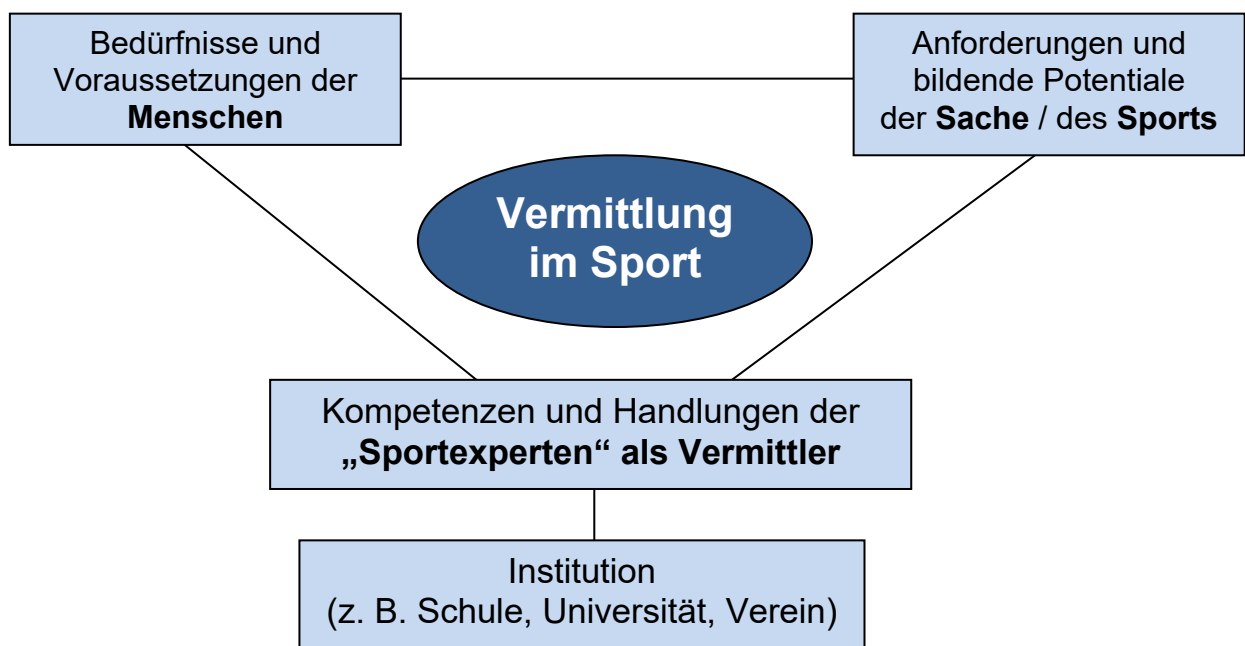 Bedürfnisse und
Voraussetzungen der
Menschen
Anforderungen und
bildende Potentiale
der Sache / des Sports
Vermittlung
im Sport
Kompetenzen und Handlungen der
„Sportexperten“ als Vermittler
Institution
(z. B. Schule, Universität, Verein)